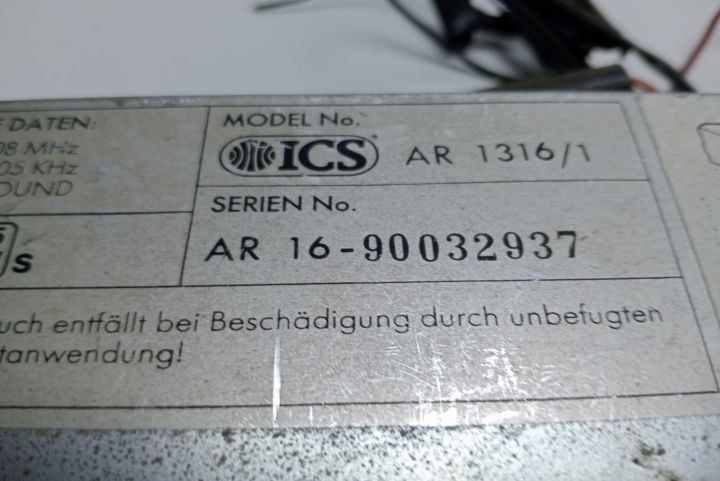 DATEN:
MODEL No.
08 MHz
ICS AR 1316/1
05 KHz
OUND
SERIEN No.
S
AR 16-90032937
uch entfällt bei Beschädigung durch unbefugten
tanwendung!